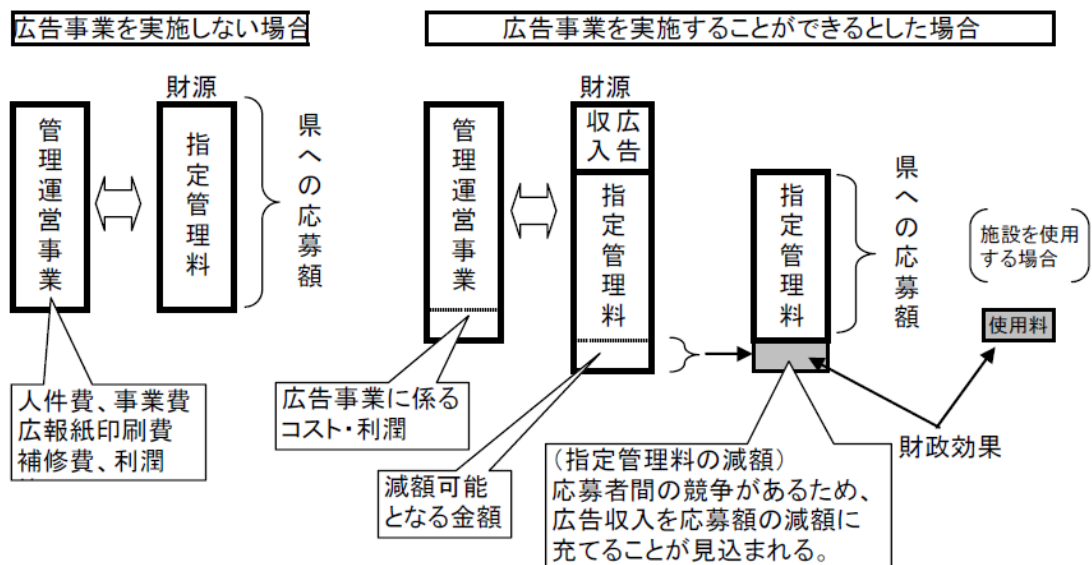 広告事業を実施しない場合
財源
管理運営事業
指定管理料
県への応募額
人件費、事業費
広報紙印刷費
補修費、利潤
広告事業を実施することができるとした場合
財源
管理運営事業
広告
収入
指定管理料
指定管理料
県への応募額
施設を使用
する場合
使用料
広告事業に係る
コスト・利潤
減額可能
となる金額
(指定管理料の減額)
応募者間の競争があるため、
広告収入を応募額の減額に
充てることが見込まれる。
財政効果